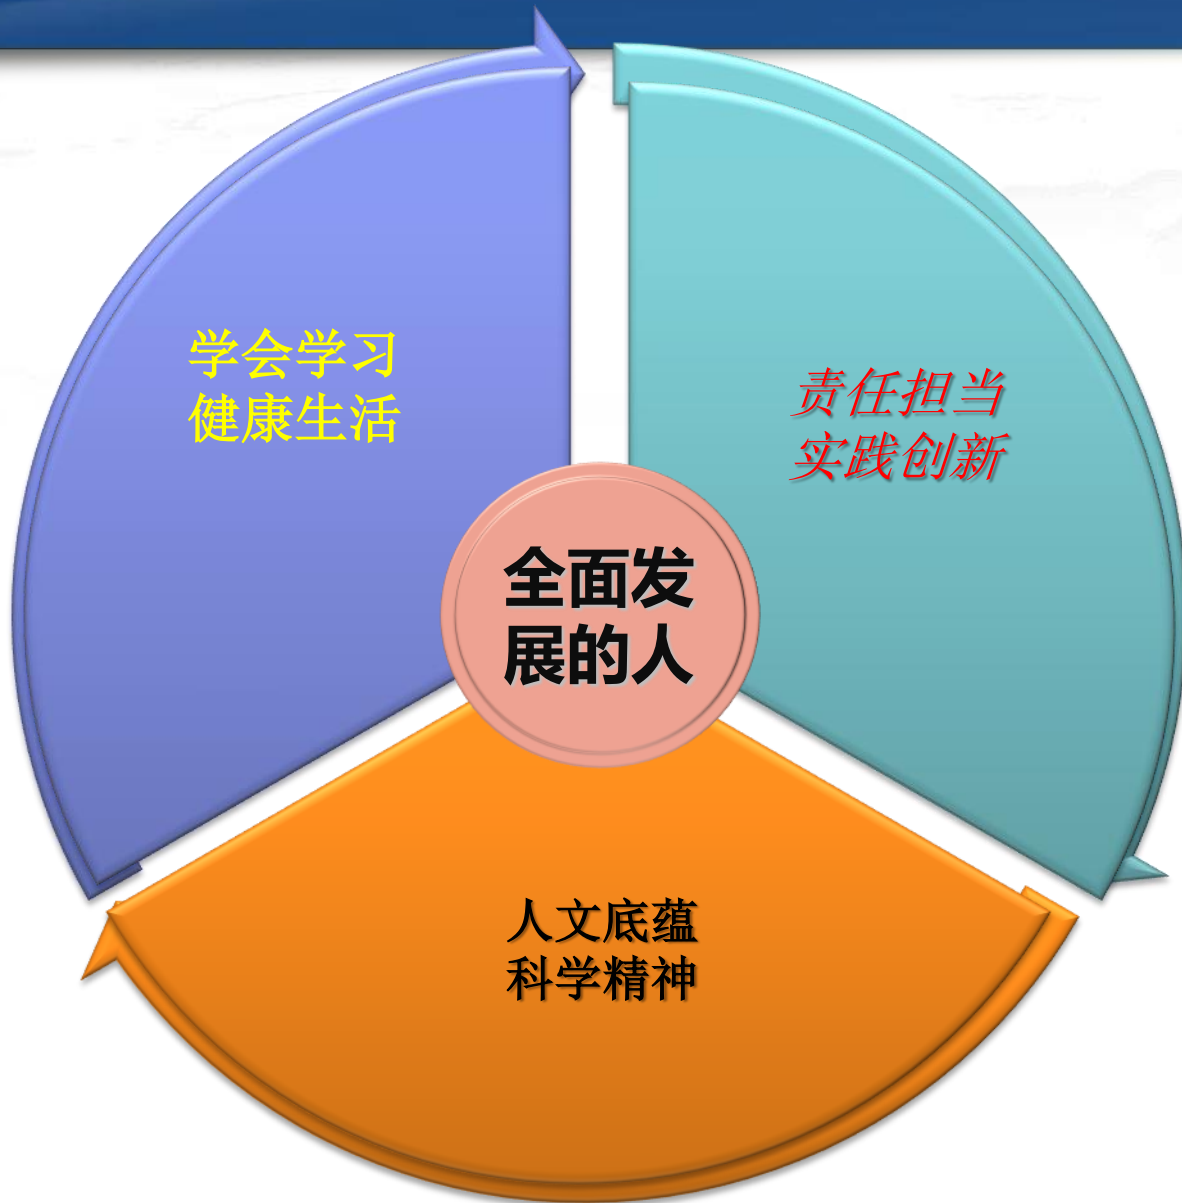 学会学习
健康生活
责任担当
实践创新
全面发
展的人
人文底蕴
科学精神